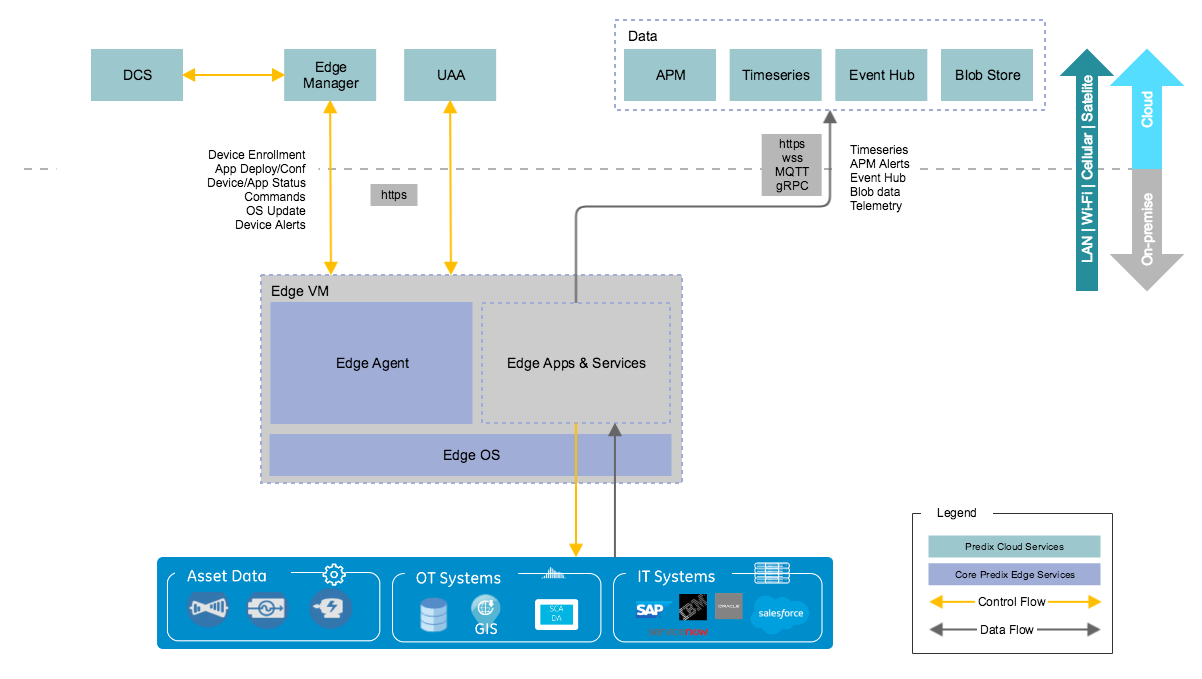 Data
DCS
Edge
Manager
UAA
APM
Timeseries
Event Hub
Blob Store
LAN | Wi-Fi | Cellular | Satelite
Cloud
On-premise
Device Enrollment
App Deploy/Conf
Device/App Status
Commands
OS Update
Device Alerts
https
https
wss
MQTT
gRPC
Timeseries
APM Alerts
Event Hub
Blob data
Telemetry
Edge VM
Edge Agent
Edge Apps & Services
Edge OS
Asset Data
OT Systems
GIS
SCA
DA
IT Systems
SAP
IBM
ORACLE
salesforce
servicenow
Legend
Predix Cloud Services
Core Predix Edge Services
Control Flow
Data Flow